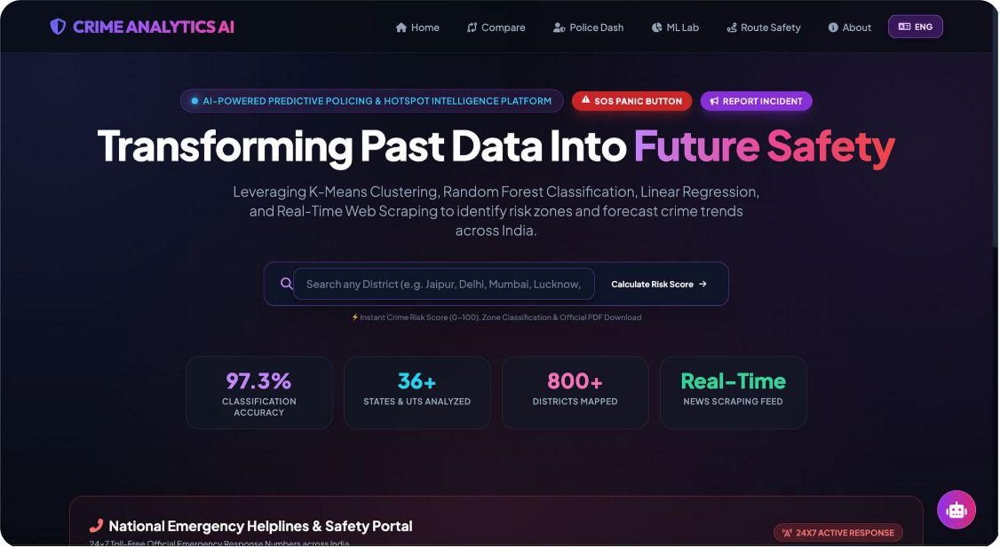 CRIME ANALYTICS AI
Home
Compare
Police Dash
ML Lab
Route Safety
About
ENG
AI-POWERED PREDICTIVE POLICING & HOTSPOT INTELLIGENCE PLATFORM
SOS PANIC BUTTON
REPORT INCIDENT
Transforming Past Data Into Future Safety
Leveraging K-Means Clustering, Random Forest Classification, Linear Regression,
and Real-Time Web Scraping to identify risk zones and forecast crime trends
across India.
Search any District (e.g. Jaipur, Delhi, Mumbai, Lucknow,
Calculate Risk Score →
⚡ Instant Crime Risk Score (0-100), Zone Classification & Official PDF Download
97.3%
CLASSIFICATION
ACCURACY
36+
STATES & UTS ANALYZED
800+
DISTRICTS MAPPED
Real-Time
NEWS SCRAPING FEED
National Emergency Helplines & Safety Portal
24x7 Toll-Free Official Emergency Response Numbers across India
24X7 ACTIVE RESPONSE